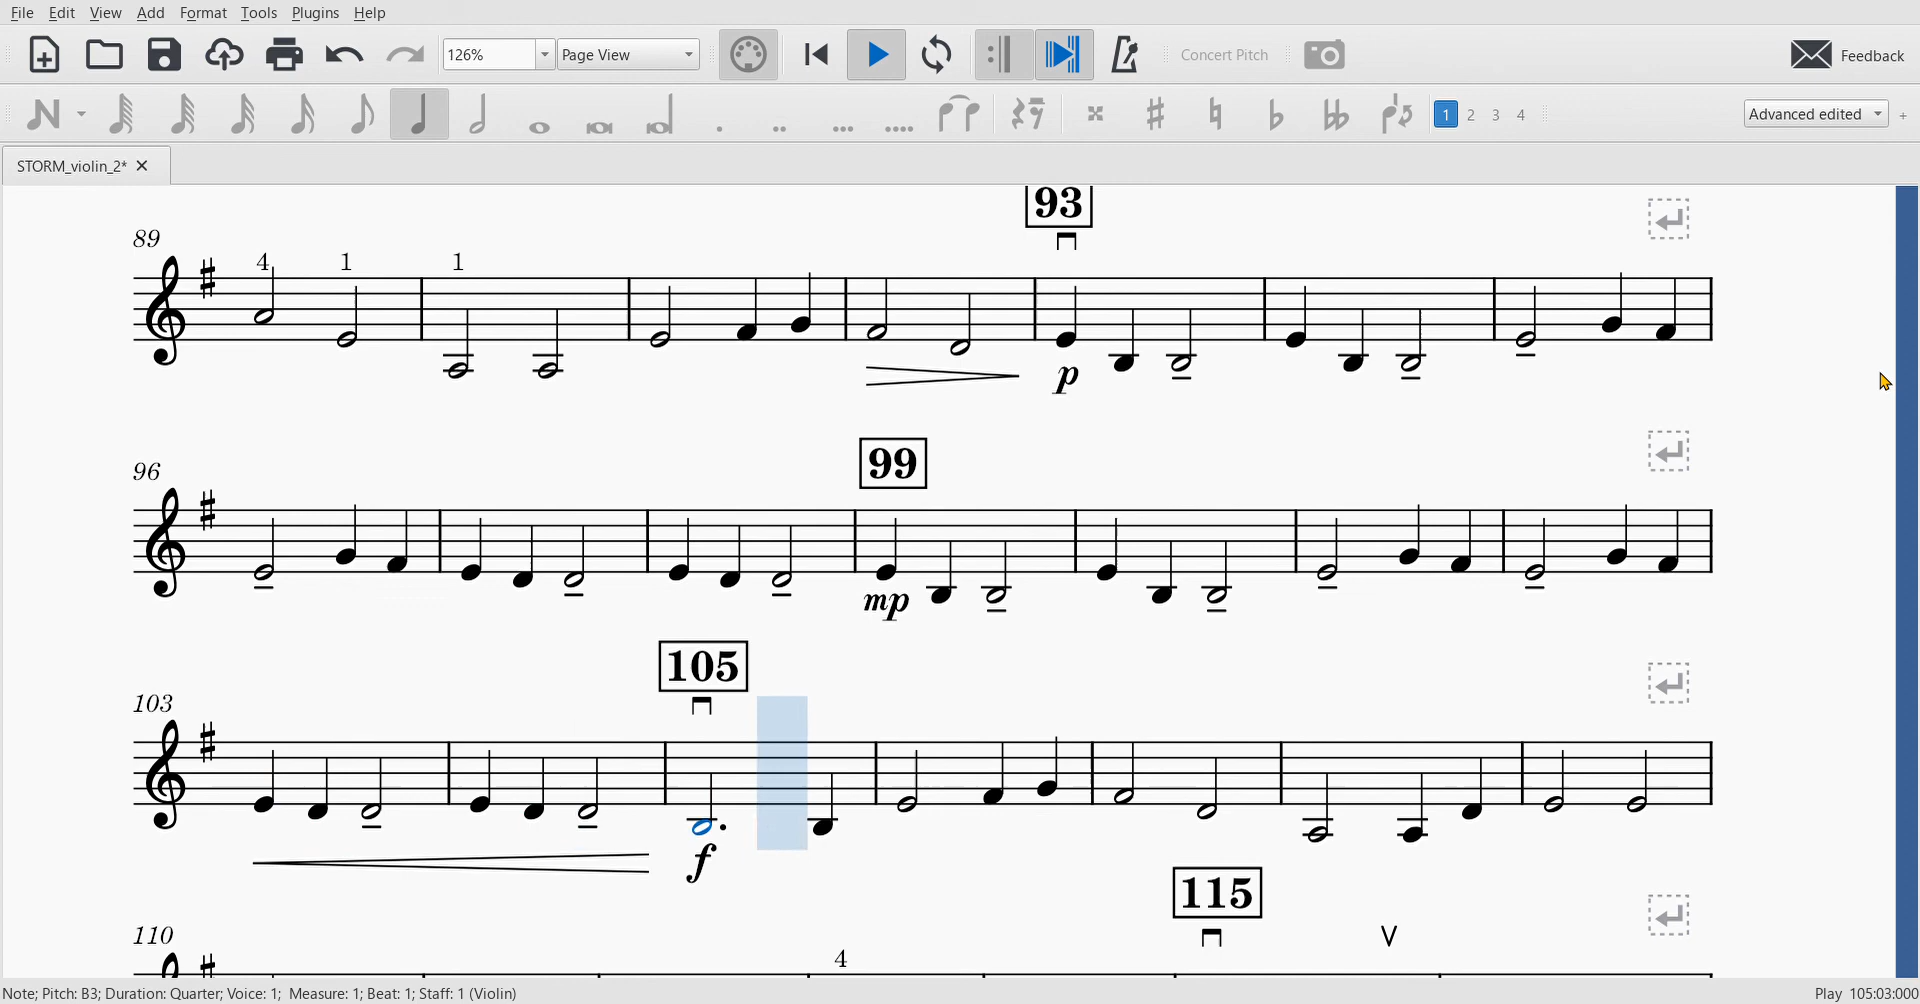 File Edit View Add Format Tools Plugins Help
126% Page View Concert Pitch Feedback
1 2 3 4 Advanced edited +
STORM_violin_2*
93
89
4 1 1
p
99
96
mp
105
103
f
115
110
4
Note; Pitch: B3; Duration: Quarter; Voice: 1; Measure: 1; Beat: 1; Staff: 1 (Violin) Play 105:03:000